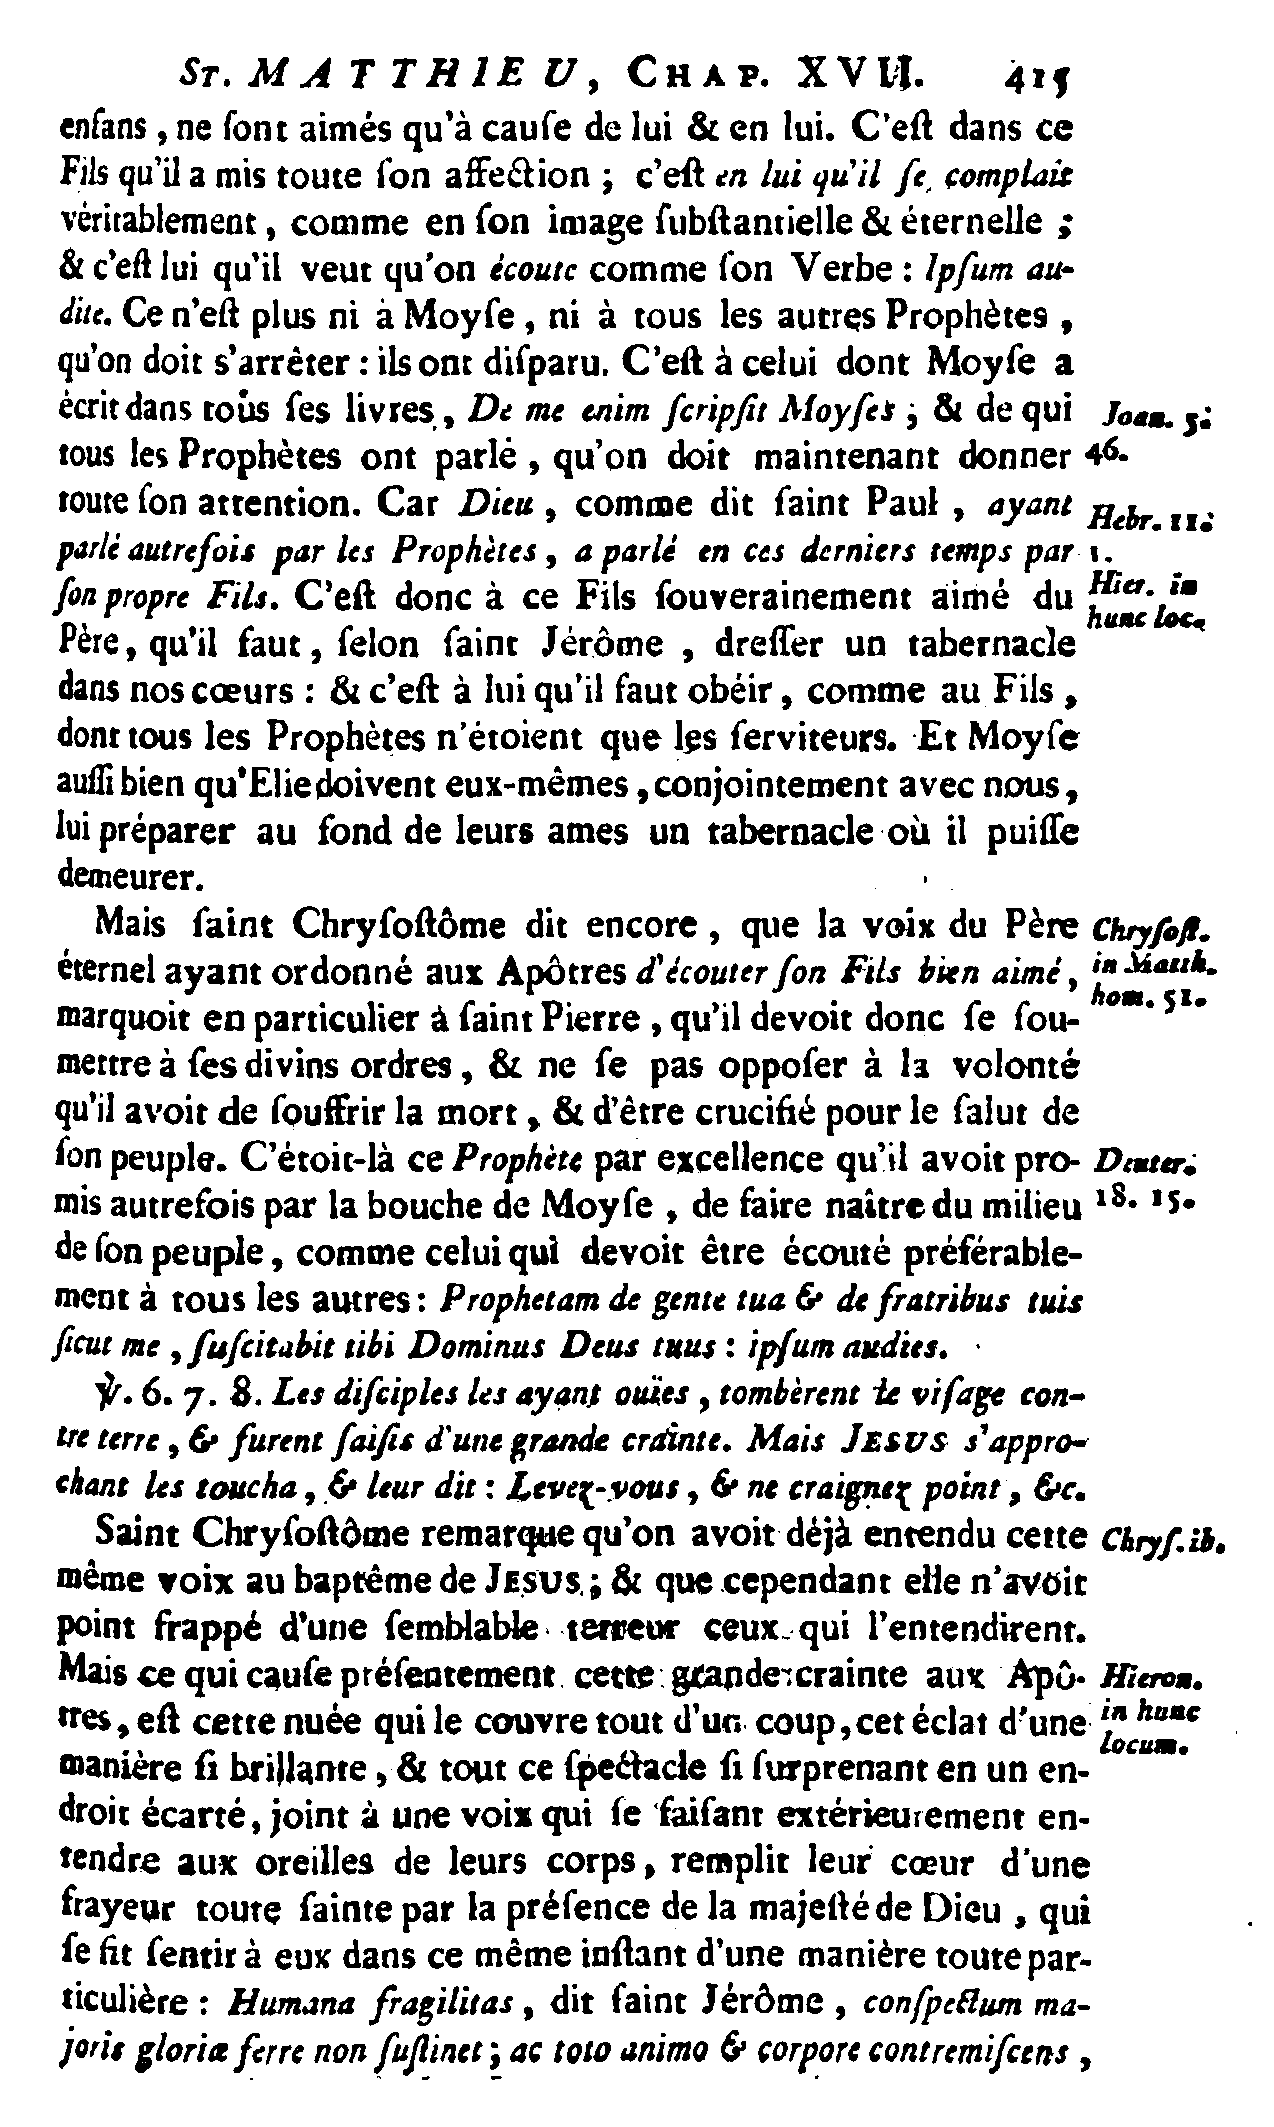 ST. MATTHIEU, CHAP. XVII. 415
enfans, ne ſont aimés qu'à cauſe de lui & en lui. C'eſt dans ce
Fils qu'il a mis toute ſon affection ; c'eſt en lui qu'il ſe complait
véritablement, comme en ſon image ſubſtantielle & éternelle ;
& c'eſt lui qu'il veut qu'on écoute comme ſon Verbe : Ipſum au-
dite. Ce n'eſt plus ni à Moyſe, ni à tous les autres Prophètes,
qu'on doit s'arrêter : ils ont diſparu. C'eſt à celui dont Moyſe a
écrit dans tous ſes livres, De me enim ſcripſit Moyſes ; & de qui
Joan. 5.
tous les Prophètes ont parlé, qu'on doit maintenant donner
46.
toute ſon attention. Car Dieu, comme dit ſaint Paul, ayant
Hebr. 11.
parlé autrefois par les Prophètes, a parlé en ces derniers temps par
1.
ſon propre Fils. C'eſt donc à ce Fils ſouverainement aimé du
Hier. in
hunc loc.
Père, qu'il faut, ſelon ſaint Jérôme, dreſſer un tabernacle
dans nos cœurs : & c'eſt à lui qu'il faut obéir, comme au Fils,
dont tous les Prophètes n'étoient que les ſerviteurs. Et Moyſe
auſſi bien qu'Elie doivent eux-mêmes, conjointement avec nous,
lui préparer au fond de leurs ames un tabernacle où il puiſſe
demeurer.
Mais ſaint Chryſoſtôme dit encore, que la voix du Père
Chryſoſt.
éternel ayant ordonné aux Apôtres d'écouter ſon Fils bien aimé,
in Matth.
hom. 51.
marquoit en particulier à ſaint Pierre, qu'il devoit donc ſe ſou-
mettre à ſes divins ordres, & ne ſe pas oppoſer à la volonté
qu'il avoit de ſouffrir la mort, & d'être crucifié pour le ſalut de
ſon peuple. C'étoit-là ce Prophète par excellence qu'il avoit pro-
Deuter.
mis autrefois par la bouche de Moyſe, de faire naître du milieu
18. 15.
de ſon peuple, comme celui qui devoit être écouté préférable-
ment à tous les autres : Prophetam de gente tua & de fratribus tuis
ſicut me, ſuſcitabit tibi Dominus Deus tuus : ipſum audies.
℣. 6. 7. 8. Les diſciples les ayant ouïes, tombèrent le viſage con-
tre terre, & furent ſaiſis d'une grande crainte. Mais JESUS s'appro-
chant les toucha, & leur dit : Levez-vous, & ne craignez point, &c.
Saint Chryſoſtôme remarque qu'on avoit déjà entendu cette
Chryſ. ib.
même voix au baptême de JESUS ; & que cependant elle n'avoit
point frappé d'une ſemblable terreur ceux qui l'entendirent.
Mais ce qui cauſe préſentement cette grande crainte aux Apô-
Hieron.
tres, eſt cette nuée qui le couvre tout d'un coup, cet éclat d'une
in hunc
locum.
manière ſi brillante, & tout ce ſpectacle ſi ſurprenant en un en-
droit écarté, joint à une voix qui ſe faiſant extérieurement en-
tendre aux oreilles de leurs corps, remplit leur cœur d'une
frayeur toute ſainte par la préſence de la majeſté de Dieu, qui
ſe fit ſentir à eux dans ce même inſtant d'une manière toute par-
ticulière : Humana fragilitas, dit ſaint Jérôme, conſpectum ma-
joris gloriæ ferre non ſuſtinet ; ac toto animo & corpore contremiſcens,